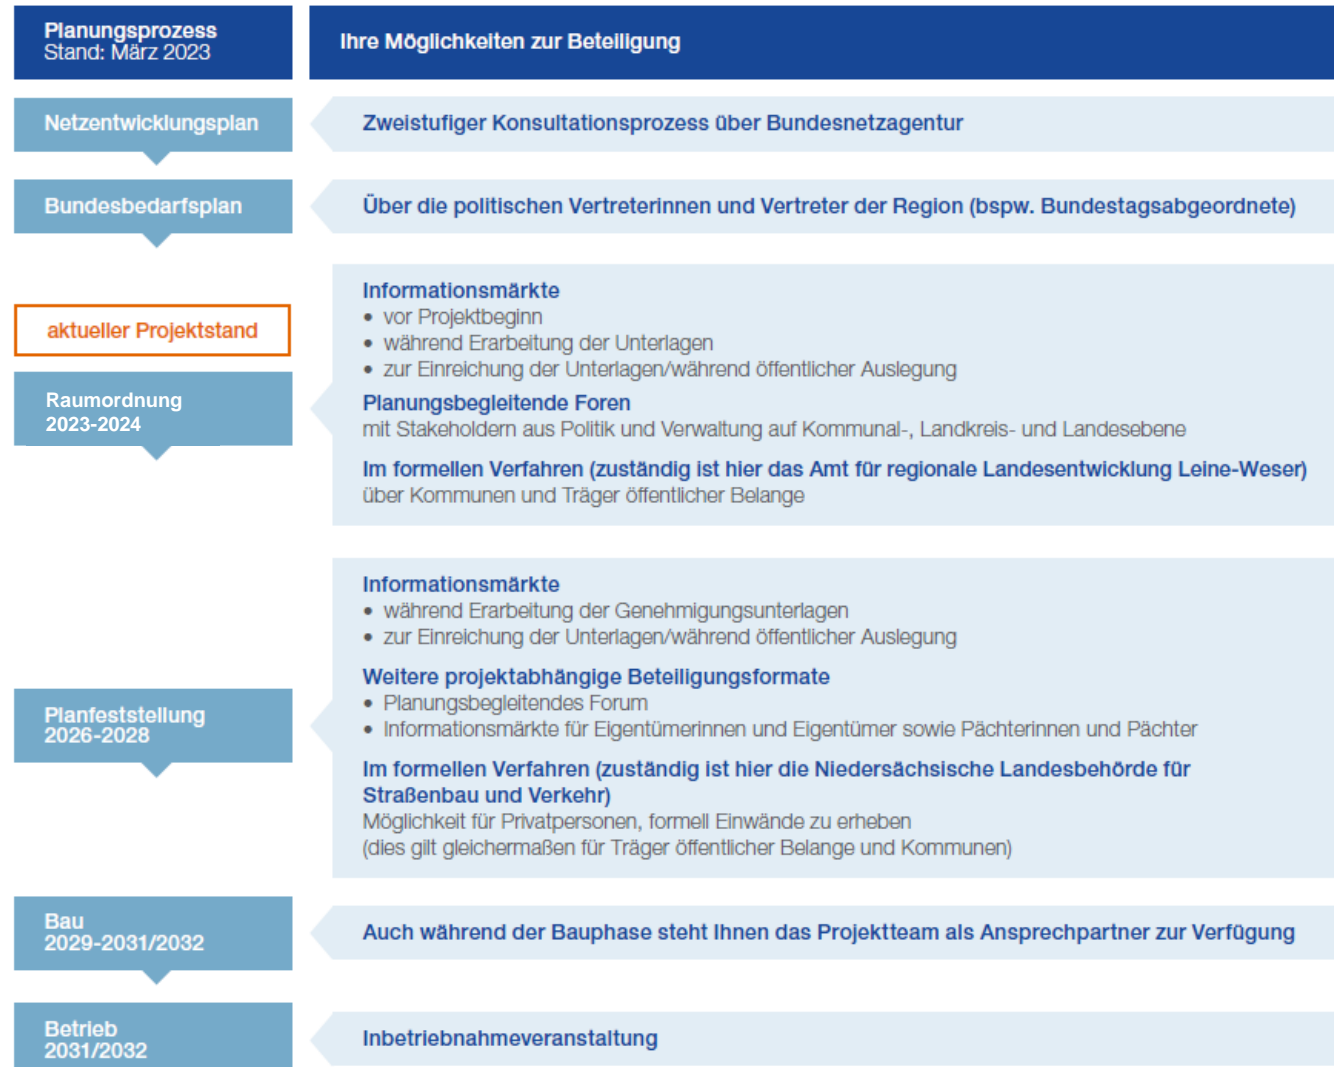 Planungsprozess
Stand: März 2023
Ihre Möglichkeiten zur Beteiligung
Netzentwicklungsplan
Zweistufiger Konsultationsprozess über Bundesnetzagentur
Bundesbedarfsplan
Über die politischen Vertreterinnen und Vertreter der Region (bspw. Bundestagsabgeordnete)
aktueller Projektstand
Raumordnung
2023-2024
Informationsmärkte
• vor Projektbeginn
• während Erarbeitung der Unterlagen
• zur Einreichung der Unterlagen/während öffentlicher Auslegung
Planungsbegleitende Foren
mit Stakeholdern aus Politik und Verwaltung auf Kommunal-, Landkreis- und Landesebene
Im formellen Verfahren (zuständig ist hier das Amt für regionale Landesentwicklung Leine-Weser)
über Kommunen und Träger öffentlicher Belange
Planfeststellung
2026-2028
Informationsmärkte
• während Erarbeitung der Genehmigungsunterlagen
• zur Einreichung der Unterlagen/während öffentlicher Auslegung
Weitere projektabhängige Beteiligungsformate
• Planungsbegleitendes Forum
• Informationsmärkte für Eigentümerinnen und Eigentümer sowie Pächterinnen und Pächter
Im formellen Verfahren (zuständig ist hier die Niedersächsische Landesbehörde für
Straßenbau und Verkehr)
Möglichkeit für Privatpersonen, formell Einwände zu erheben
(dies gilt gleichermaßen für Träger öffentlicher Belange und Kommunen)
Bau
2029-2031/2032
Auch während der Bauphase steht Ihnen das Projektteam als Ansprechpartner zur Verfügung
Betrieb
2031/2032
Inbetriebnahmeveranstaltung